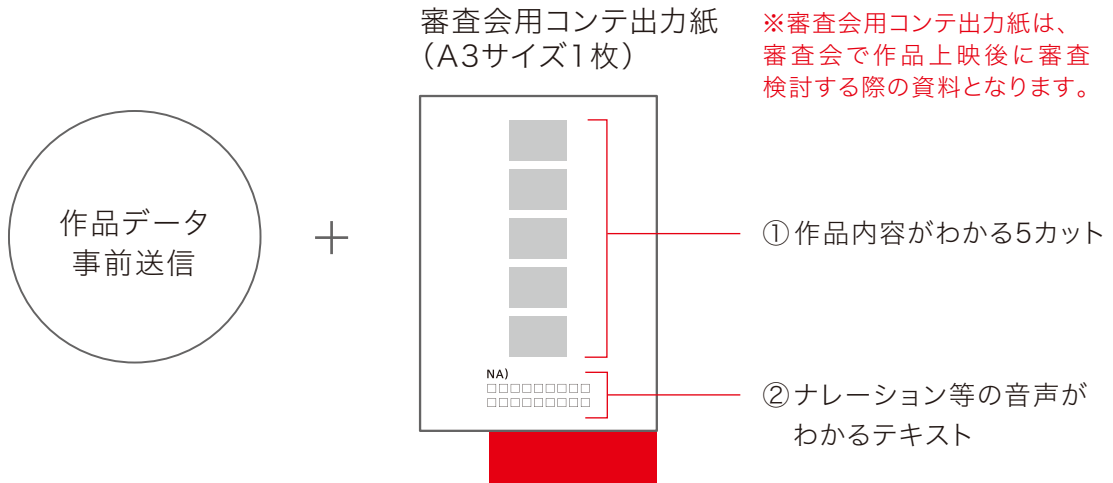 作品データ
事前送信
+
審査会用コンテ出力紙
（A3サイズ1枚）
※審査会用コンテ出力紙は、
審査会で作品上映後に審査
検討する際の資料となります。
①作品内容がわかる5カット
NA)
□□□□□□□□□
□□□□□□□□□
②ナレーション等の音声が
わかるテキスト